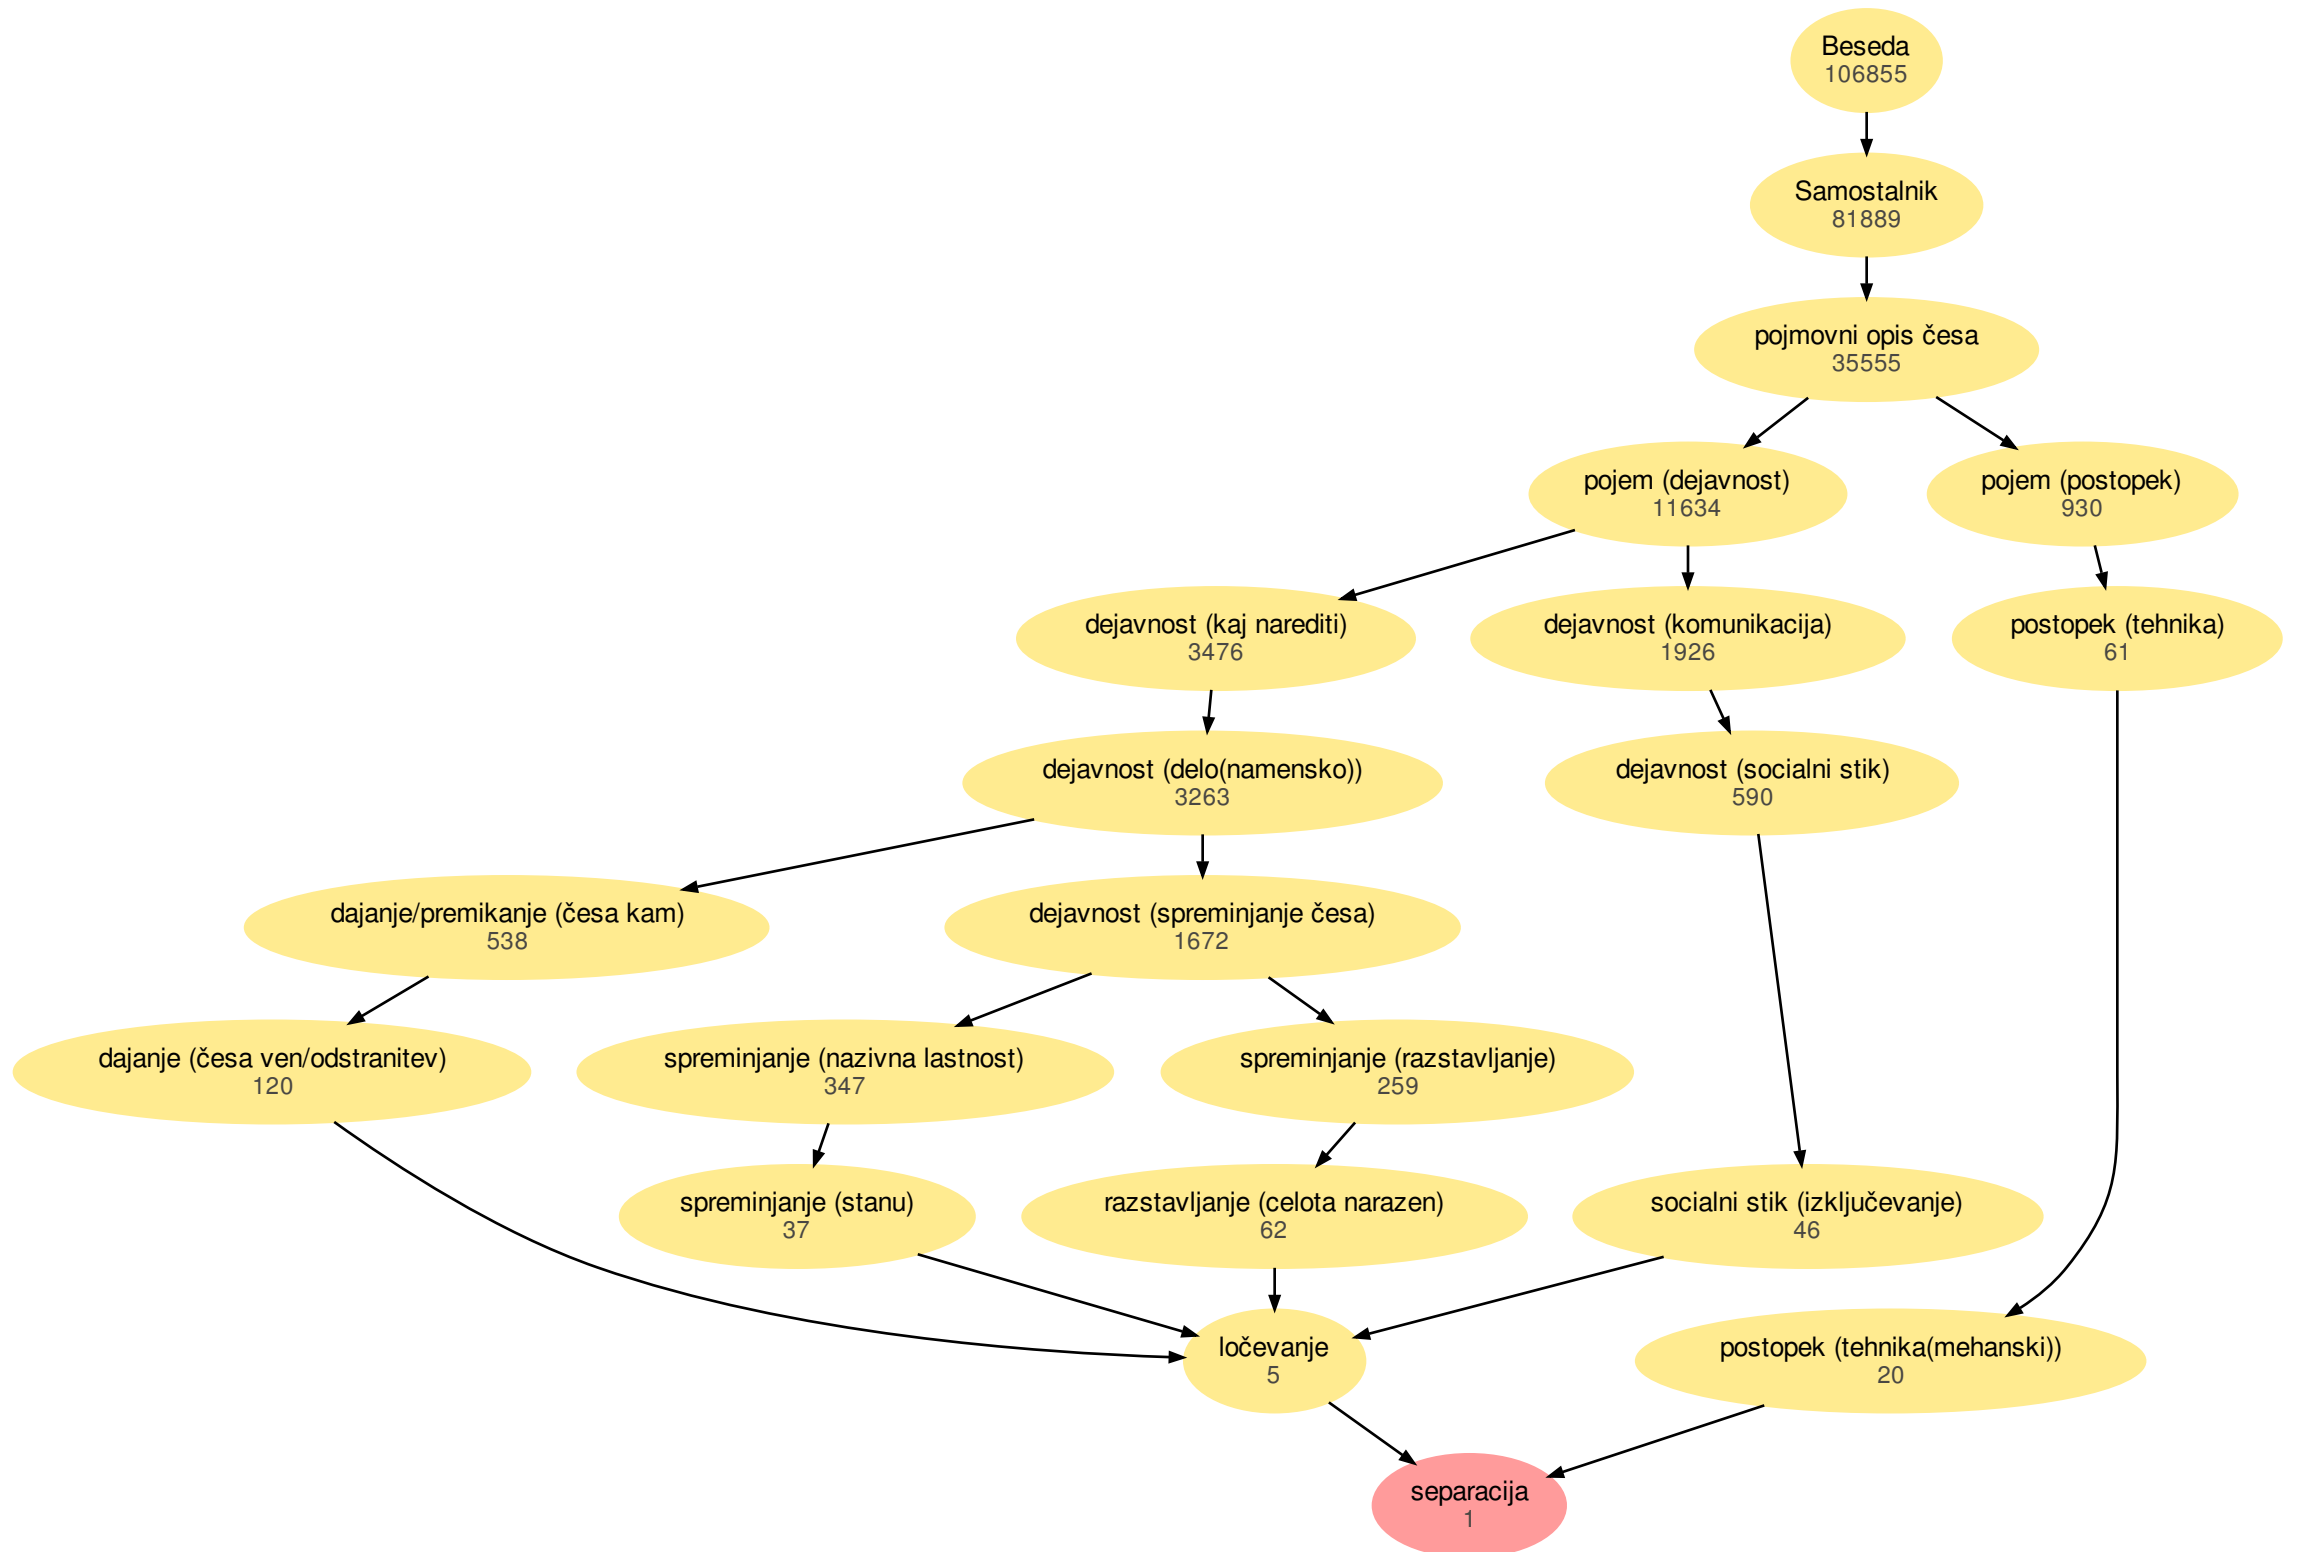 Beseda
106855
Samostalnik
81889
pojmovni opis česa
35555
pojem (dejavnost)
11634
pojem (postopek)
930
dejavnost (kaj narediti)
3476
dejavnost (komunikacija)
1926
postopek (tehnika)
61
dejavnost (delo(namensko))
3263
dejavnost (socialni stik)
590
dajanje/premikanje (česa kam)
538
dejavnost (spreminjanje česa)
1672
dajanje (česa ven/odstranitev)
120
spreminjanje (nazivna lastnost)
347
spreminjanje (razstavljanje)
259
spreminjanje (stanu)
37
razstavljanje (celota narazen)
62
socialni stik (izključevanje)
46
ločevanje
5
postopek (tehnika(mehanski))
20
separacija
1